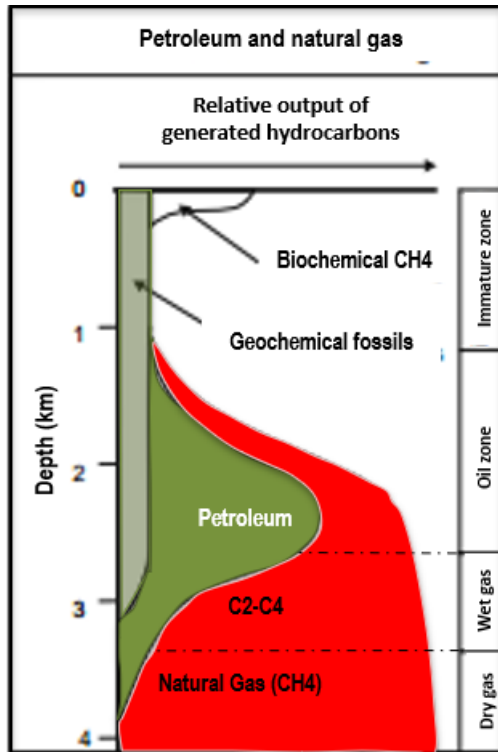 Petroleum and natural gas
Relative output of
generated hydrocarbons
0
Biochemical CH4
Immature zone
Geochemical fossils
1
Depth (km)
Oil zone
2
Petroleum
C2-C4
3
Wet gas
Natural Gas (CH4)
Dry gas
4